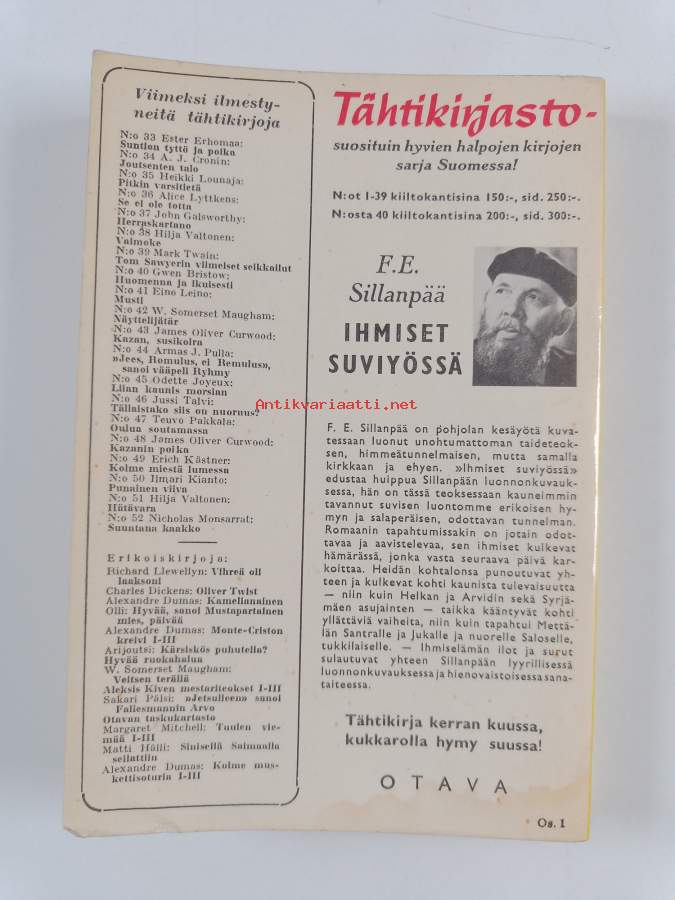 Viimeksi ilmesty-
neitä tähtikirjoja
N:o 33 Ester Erhomaa:
Suntion tyttö ja poika
N:o 34 A. J. Cronin:
Joutsenten talo
N:o 35 Heikki Lounaja:
Pitkin varsitietä
N:o 36 Alice Lyttkens:
Se ei ole totta
N:o 37 John Galsworthy:
Herraskartano
N:o 38 Hilja Valtonen:
Vaimoke
N:o 39 Mark Twain:
Tom Sawyerin viimeiset seikkailut
N:o 40 Gwen Bristow:
Huomenna ja ikuisesti
N:o 41 Eino Leino:
Musti
N:o 42 W. Somerset Maugham:
Näyttelijätär
N:o 43 James Oliver Curwood:
Kazan, susikoira
N:o 44 Armas J. Pulla:
»Jees, Romulus, ei Remulus»,
sanoi vääpeli Ryhmy
N:o 45 Odette Joyeux:
Liian kaunis morsian
N:o 46 Jussi Talvi:
Tällaistako siis on nuoruus?
N:o 47 Teuvo Pakkala:
Oulua soutamassa
N:o 48 James Oliver Curwood:
Kazanin poika
N:o 49 Erich Kästner:
Kolme miestä lumessa
N:o 50 Ilmari Kianto:
Punainen viiva
N:o 51 Hilja Valtonen:
Hätävara
N:o 52 Nicholas Monsarrat:
Suuntana kaakko
Erikoiskirjoja:
Richard Llewellyn: Vihreä oli
laaksoni
Charles Dickens: Oliver Twist
Alexandre Dumas: Kamelianainen
Olli: Hyvää, sanoi Mustapartainen
mies, päivää
Alexandre Dumas: Monte-Criston
kreivi I-III
Arijoutsi: Kärsiskös puhutella?
Hyvää ruokahalua
W. Somerset Maugham:
Veitsen terällä
Aleksis Kiven mestariteokset I-III
Sakari Pälsi: »Jetsulleen» sanoi
Fallesmannin Arvo
Otavan taskukartasto
Margaret Mitchell: Tuulen vie-
mää I-III
Matti Hälli: Sinisellä Saimaalla
seilattiin
Alexandre Dumas: Kolme mus-
kettisoturia I-III
Tähtikirjasto-
suosituin hyvien halpojen kirjojen
sarja Suomessa!
N:ot 1-39 kiiltokantisina 150:-, sid. 250:-.
N:osta 40 kiiltokantisina 200:-, sid. 300:-.
F.E.
Sillanpää
IHMISET
SUVIYÖSSÄ
Antikvariaatti.net
F. E. Sillanpää on pohjolan kesäyötä kuva-
tessaan luonut unohtumattoman taideteok-
sen, himmeätunnelmaisen, mutta samalla
kirkkaan ja ehyen. »Ihmiset suviyössä»
edustaa huippua Sillanpään luonnonkuvauk-
sessa, hän on tässä teoksessaan kauneimmin
tavannut suvisen luontomme erikoisen hy-
myn ja salaperäisen, odottavan tunnelman.
Romaanin tapahtumissakin on jotain odot-
tavaa ja aavistelevaa, sen ihmiset kulkevat
hämärässä, jonka vasta seuraava päivä kar-
koittaa. Heidän kohtalonsa punoutuvat yh-
teen ja kulkevat kohti kaunista tulevaisuutta
— niin kuin Helkan ja Arvidin sekä Syrjä-
mäen asujainten — taikka kääntyvät kohti
yllättäviä vaiheita, niin kuin tapahtui Mettä-
län Santralle ja Jukalle ja nuorelle Saloselle,
tukkilaiselle. — Ihmiselämän ilot ja surut
sulautuvat yhteen Sillanpään lyyrillisessä
luonnonkuvauksessa ja hienovaistoisessa sana-
taiteessa.
Tähtikirja kerran kuussa,
kukkarolla hymy suussa!
OTAVA
Os. 1